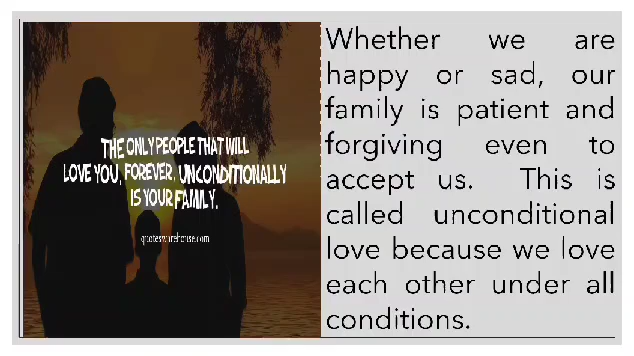 THE ONLY PEOPLE THAT WILL
LOVE YOU, FOREVER, UNCONDITIONALLY
IS YOUR FAMILY.
quoteswarehouse.com
Whether we are
happy or sad, our
family is patient and
forgiving even to
accept us. This is
called unconditional
love because we love
each other under all
conditions.